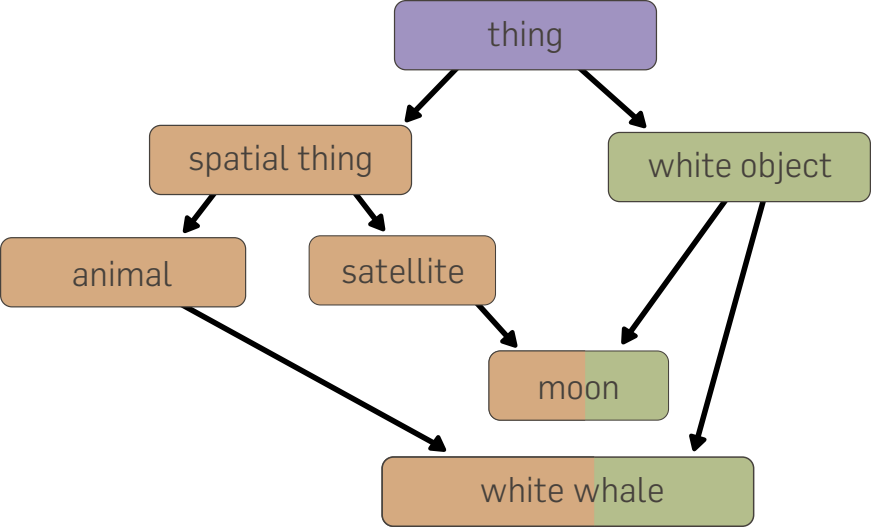 thing
spatial thing
white object
animal
satellite
moon
white whale